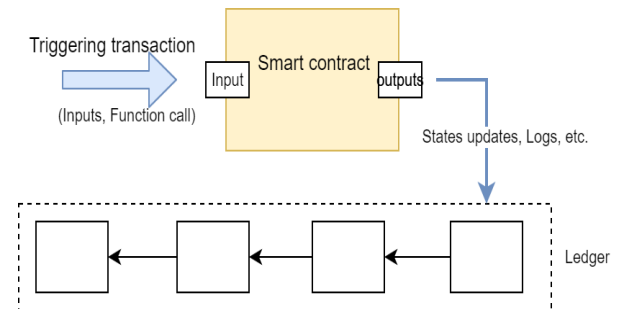 Triggering transaction
(Inputs, Function call)
Input
Smart contract
outputs
States updates, Logs, etc.
Ledger